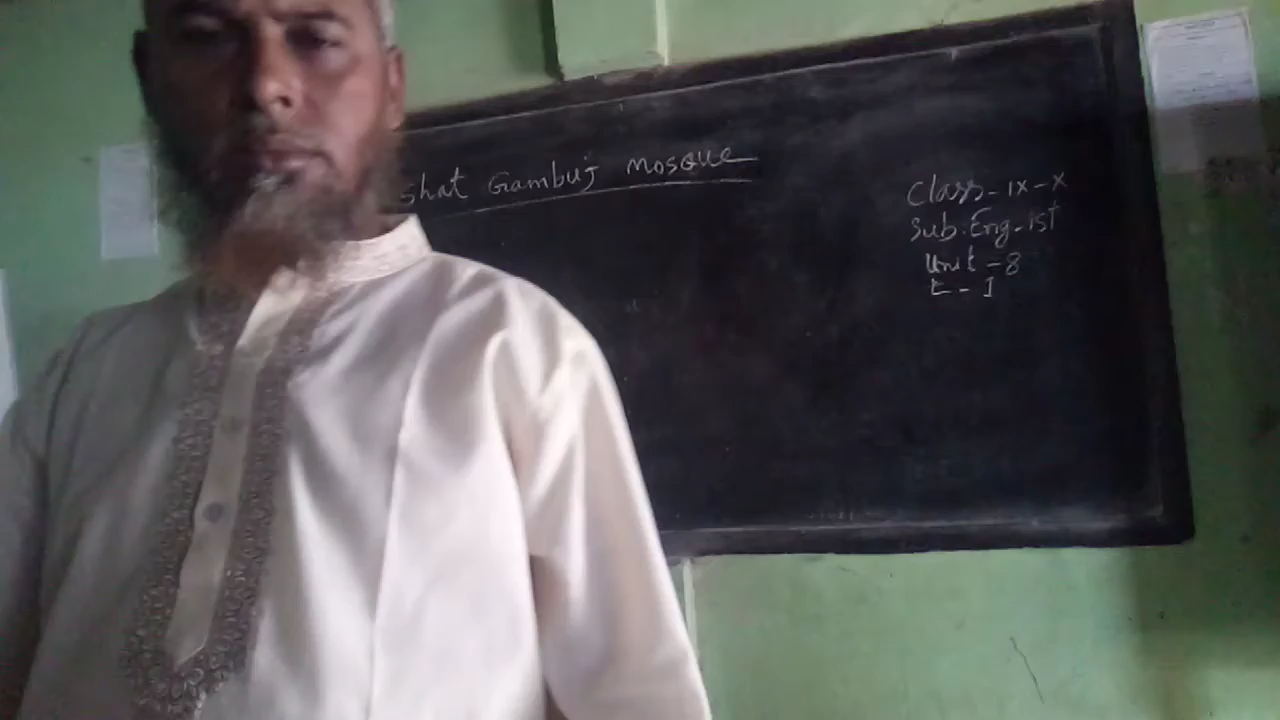 shat Gambuj Mosque
Class - IX - X
Sub: Eng - 1st
Unit - 8
L - 1